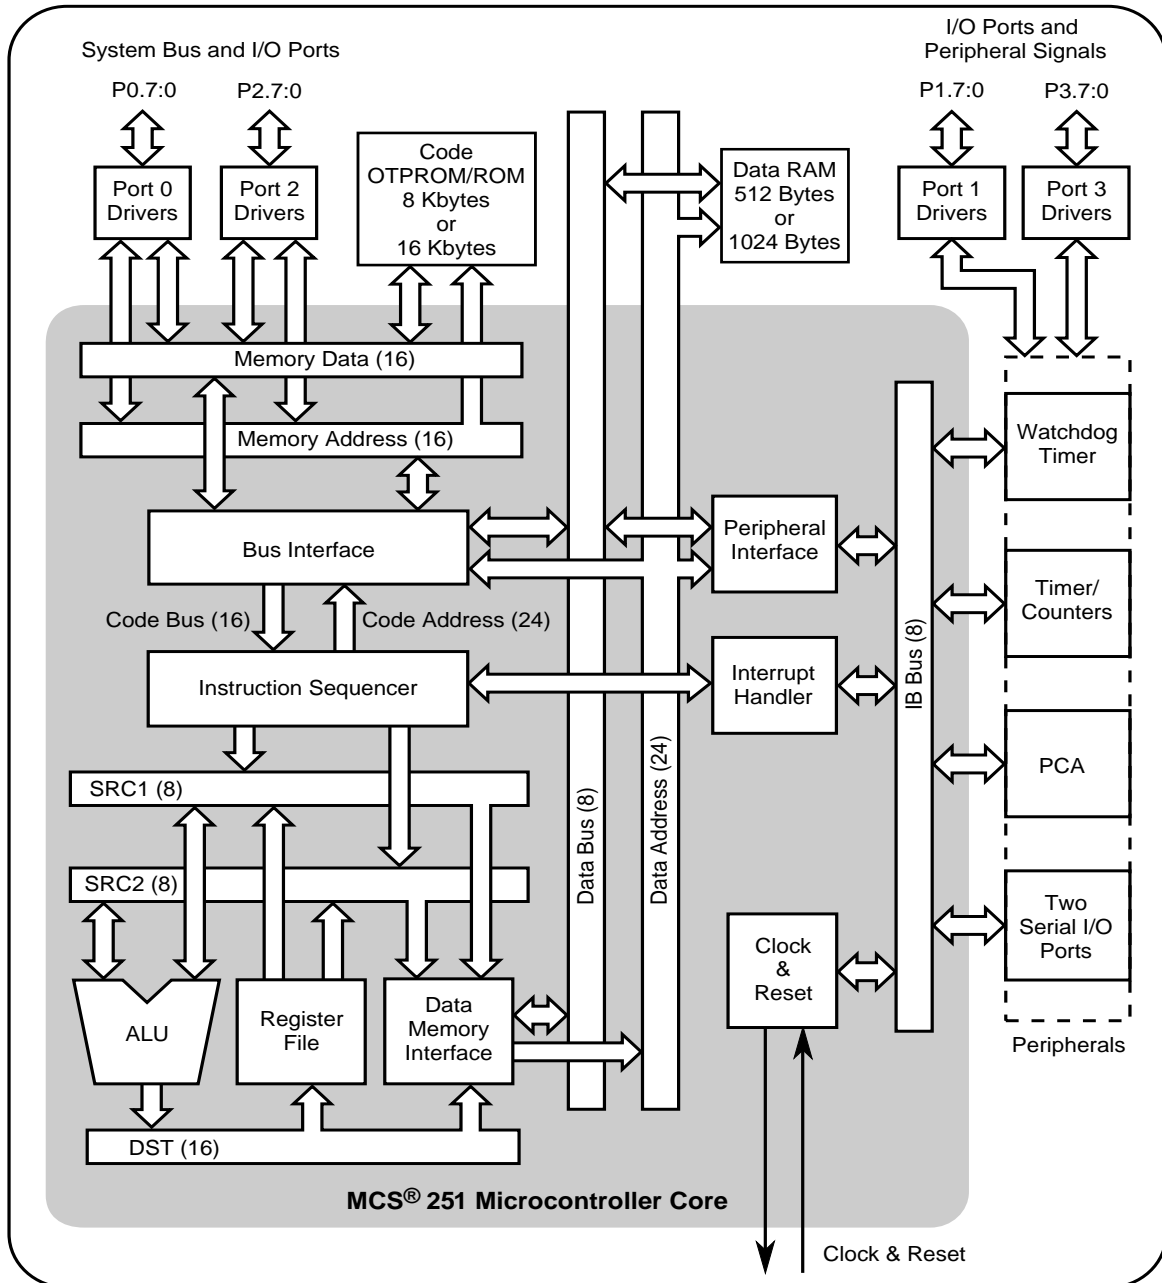 System Bus and I/O Ports
I/O Ports and
Peripheral Signals
P0.7:0
P2.7:0
P1.7:0
P3.7:0
Port 0
Drivers
Port 2
Drivers
Code
OTPROM/ROM
8 Kbytes
or
16 Kbytes
Data RAM
512 Bytes
or
1024 Bytes
Port 1
Drivers
Port 3
Drivers
Memory Data (16)
Memory Address (16)
Bus Interface
Code Bus (16)
Code Address (24)
Instruction Sequencer
Peripheral
Interface
Interrupt
Handler
SRC1 (8)
SRC2 (8)
Data Bus (8)
Data Address (24)
IB Bus (8)
Watchdog
Timer
Timer/
Counters
PCA
Two
Serial I/O
Ports
Peripherals
ALU
Register
File
Data
Memory
Interface
Clock
&
Reset
DST (16)
MCS® 251 Microcontroller Core
Clock & Reset